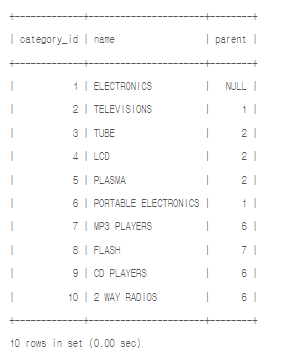 +-------------+----------------------+--------+
| category_id | name                 | parent |
+-------------+----------------------+--------+
|           1 | ELECTRONICS          |   NULL |
|           2 | TELEVISIONS          |      1 |
|           3 | TUBE                 |      2 |
|           4 | LCD                  |      2 |
|           5 | PLASMA               |      2 |
|           6 | PORTABLE ELECTRONICS |      1 |
|           7 | MP3 PLAYERS          |      6 |
|           8 | FLASH                |      7 |
|           9 | CD PLAYERS           |      6 |
|          10 | 2 WAY RADIOS         |      6 |
+-------------+----------------------+--------+
10 rows in set (0.00 sec)